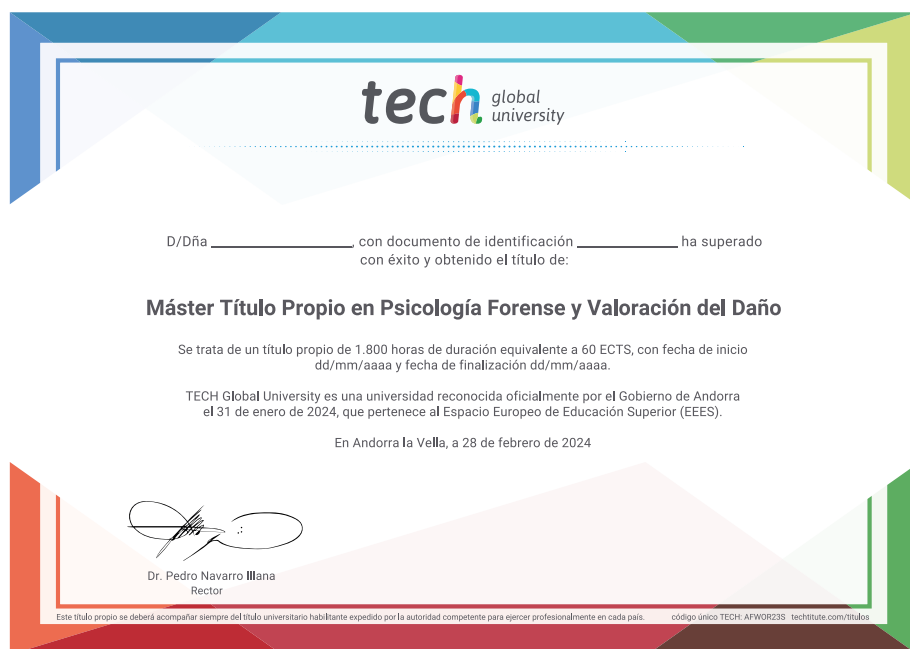 tech global university
D/Dña , con documento de identificación ha superado
con éxito y obtenido el título de:
Máster Título Propio en Psicología Forense y Valoración del Daño
Se trata de un título propio de 1.800 horas de duración equivalente a 60 ECTS, con fecha de inicio
dd/mm/aaaa y fecha de finalización dd/mm/aaaa.
TECH Global University es una universidad reconocida oficialmente por el Gobierno de Andorra
el 31 de enero de 2024, que pertenece al Espacio Europeo de Educación Superior (EEES).
En Andorra la Vella, a 28 de febrero de 2024
Dr. Pedro Navarro Illana
Rector
Este título propio se deberá acompañar siempre del título universitario habilitante expedido por la autoridad competente para ejercer profesionalmente en cada país. código único TECH: AFWOR23S techtitute.com/titulos